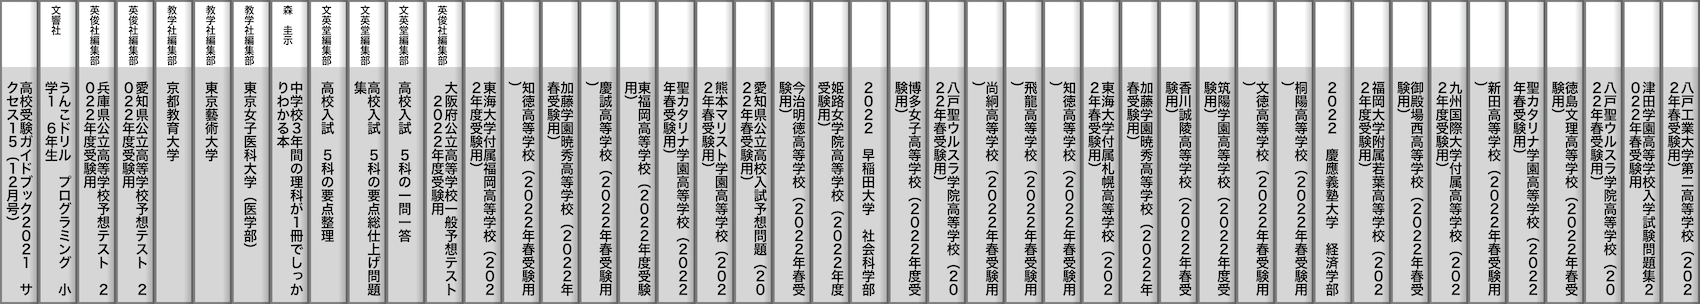 八戸工業大学第二高等学校（202
2年春受験用）
津田学園高等学校入学試験問題集2
022年春受験用
八戸聖ウルスラ学院高等学校（20
22年春受験用）
徳島文理高等学校（2022年春受
験用）
聖カタリナ学園高等学校（2022
年春受験用）
新田高等学校（2022年春受験用
）
九州国際大学付属高等学校（202
2年度受験用）
御殿場西高等学校（2022年春受
験用）
福岡大学附属若葉高等学校（202
2年度受験用）
2022　慶應義塾大学　経済学部
桐陽高等学校（2022年春受験用
）
文徳高等学校（2022年春受験用
）
筑陽学園高等学校（2022年度受
験用）
香川誠陵高等学校（2022年春受
験用）
加藤学園暁秀高等学校（2022年
春受験用）
東海大学付属札幌高等学校（202
2年春受験用）
知徳高等学校（2022年春受験用
）
飛龍高等学校（2022年春受験用
）
尚絅高等学校（2022年春受験用
）
八戸聖ウルスラ学院高等学校（20
22年春受験用）
博多女子高等学校（2022年度受
験用）
2022　早稲田大学　社会科学部
姫路女学院高等学校（2022年度
受験用）
今治明徳高等学校（2022年春受
験用）
愛知県公立高校入試予想問題（20
22年春受験用）
熊本マリスト学園高等学校（202
2年春受験用）
聖カタリナ学園高等学校（2022
年春受験用）
東福岡高等学校（2022年度受験
用）
慶誠高等学校（2022年春受験用
）
加藤学園暁秀高等学校（2022年
春受験用）
知徳高等学校（2022年春受験用
）
東海大学付属福岡高等学校（202
2年度受験用）
英俊社編集部
大阪府公立高等学校一般予想テスト
　2022年度受験用
文英堂編集部
高校入試　5科の一問一答
文英堂編集部
高校入試　5科の要点総仕上げ問題
集
文英堂編集部
高校入試　5科の要点整理
森　圭示
中学校3年間の理科が1冊でしっか
りわかる本
教学社編集部
東京女子医科大学（医学部）
教学社編集部
東京藝術大学
教学社編集部
京都教育大学
英俊社編集部
愛知県公立高等学校予想テスト　2
022年度受験用
英俊社編集部
兵庫県公立高等学校予想テスト　2
022年度受験用
文響社
うんこドリル　プログラミング　小
学1　6年生
高校受験ガイドブック2021　サ
クセス15（12月号）